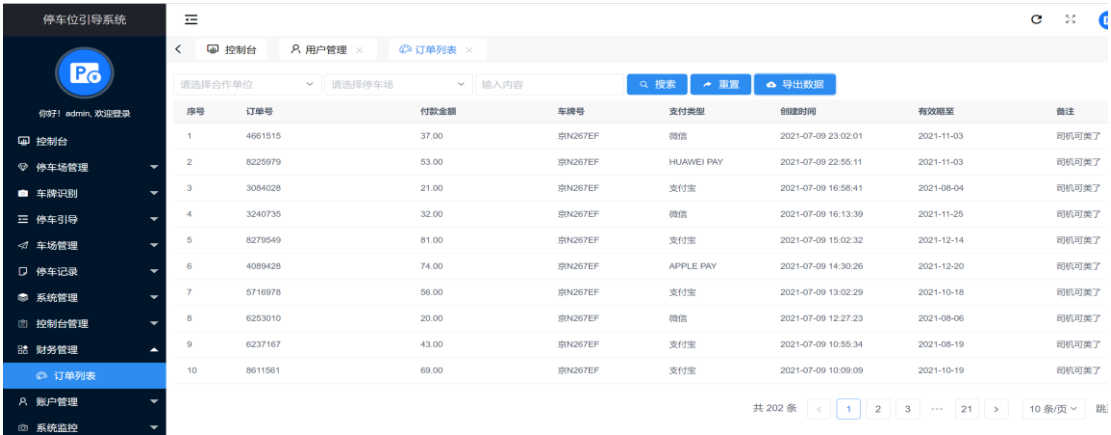 停车位引导系统
控制台 用户管理 × 订单列表 ×
请选择合作单位 请选择停车场 输入内容 搜索 重置 导出数据
你好！admin, 欢迎登录
序号 订单号 付款金额 车牌号 支付类型 创建时间 有效期至 备注
1 4661515 37.00 京N267EF 微信 2021-07-09 23:02:01 2021-11-03 司机可美了
2 8225979 53.00 京N267EF HUAWEI PAY 2021-07-09 22:55:11 2021-11-03 司机可美了
3 3084028 21.00 京N267EF 支付宝 2021-07-09 16:58:41 2021-08-04 司机可美了
4 3240735 32.00 京N267EF 微信 2021-07-09 16:13:39 2021-11-25 司机可美了
5 8279549 81.00 京N267EF 支付宝 2021-07-09 15:02:32 2021-12-14 司机可美了
6 4089428 74.00 京N267EF APPLE PAY 2021-07-09 14:30:26 2021-12-20 司机可美了
7 5716978 56.00 京N267EF 支付宝 2021-07-09 13:02:29 2021-10-18 司机可美了
8 6253010 20.00 京N267EF 微信 2021-07-09 12:27:23 2021-08-06 司机可美了
9 6237167 43.00 京N267EF 支付宝 2021-07-09 10:55:34 2021-08-19 司机可美了
10 8611561 69.00 京N267EF 支付宝 2021-07-09 10:09:09 2021-10-19 司机可美了
控制台
停车场管理
车牌识别
停车引导
车场管理
停车记录
系统管理
控制台管理
财务管理
订单列表
账户管理
系统监控
共 202 条 < 1 2 3 ··· 21 > 10 条/页